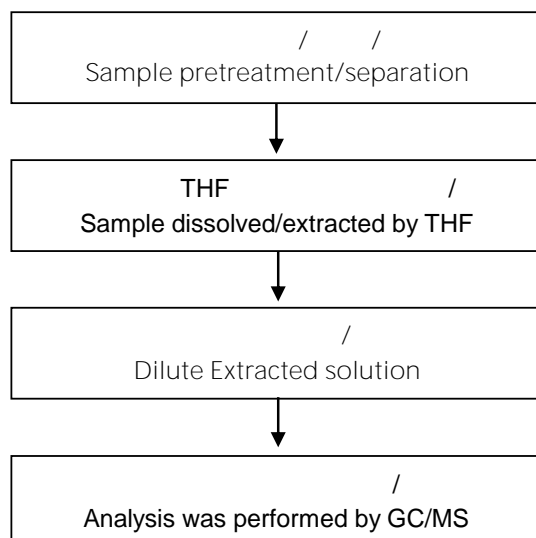 / /
Sample pretreatment/separation
THF /
Sample dissolved/extracted by THF
/
Dilute Extracted solution
/
Analysis was performed by GC/MS